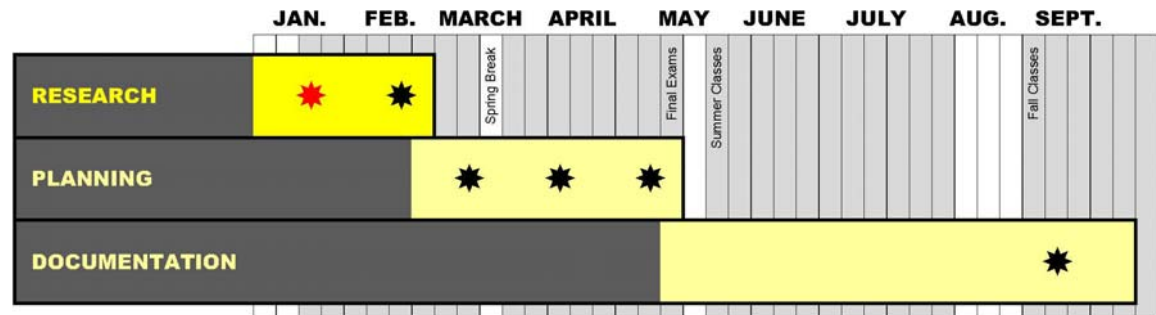 JAN. FEB. MARCH APRIL MAY JUNE JULY AUG. SEPT.
Spring Break
Final Exams
Summer Classes
Fall Classes
RESEARCH
PLANNING
DOCUMENTATION